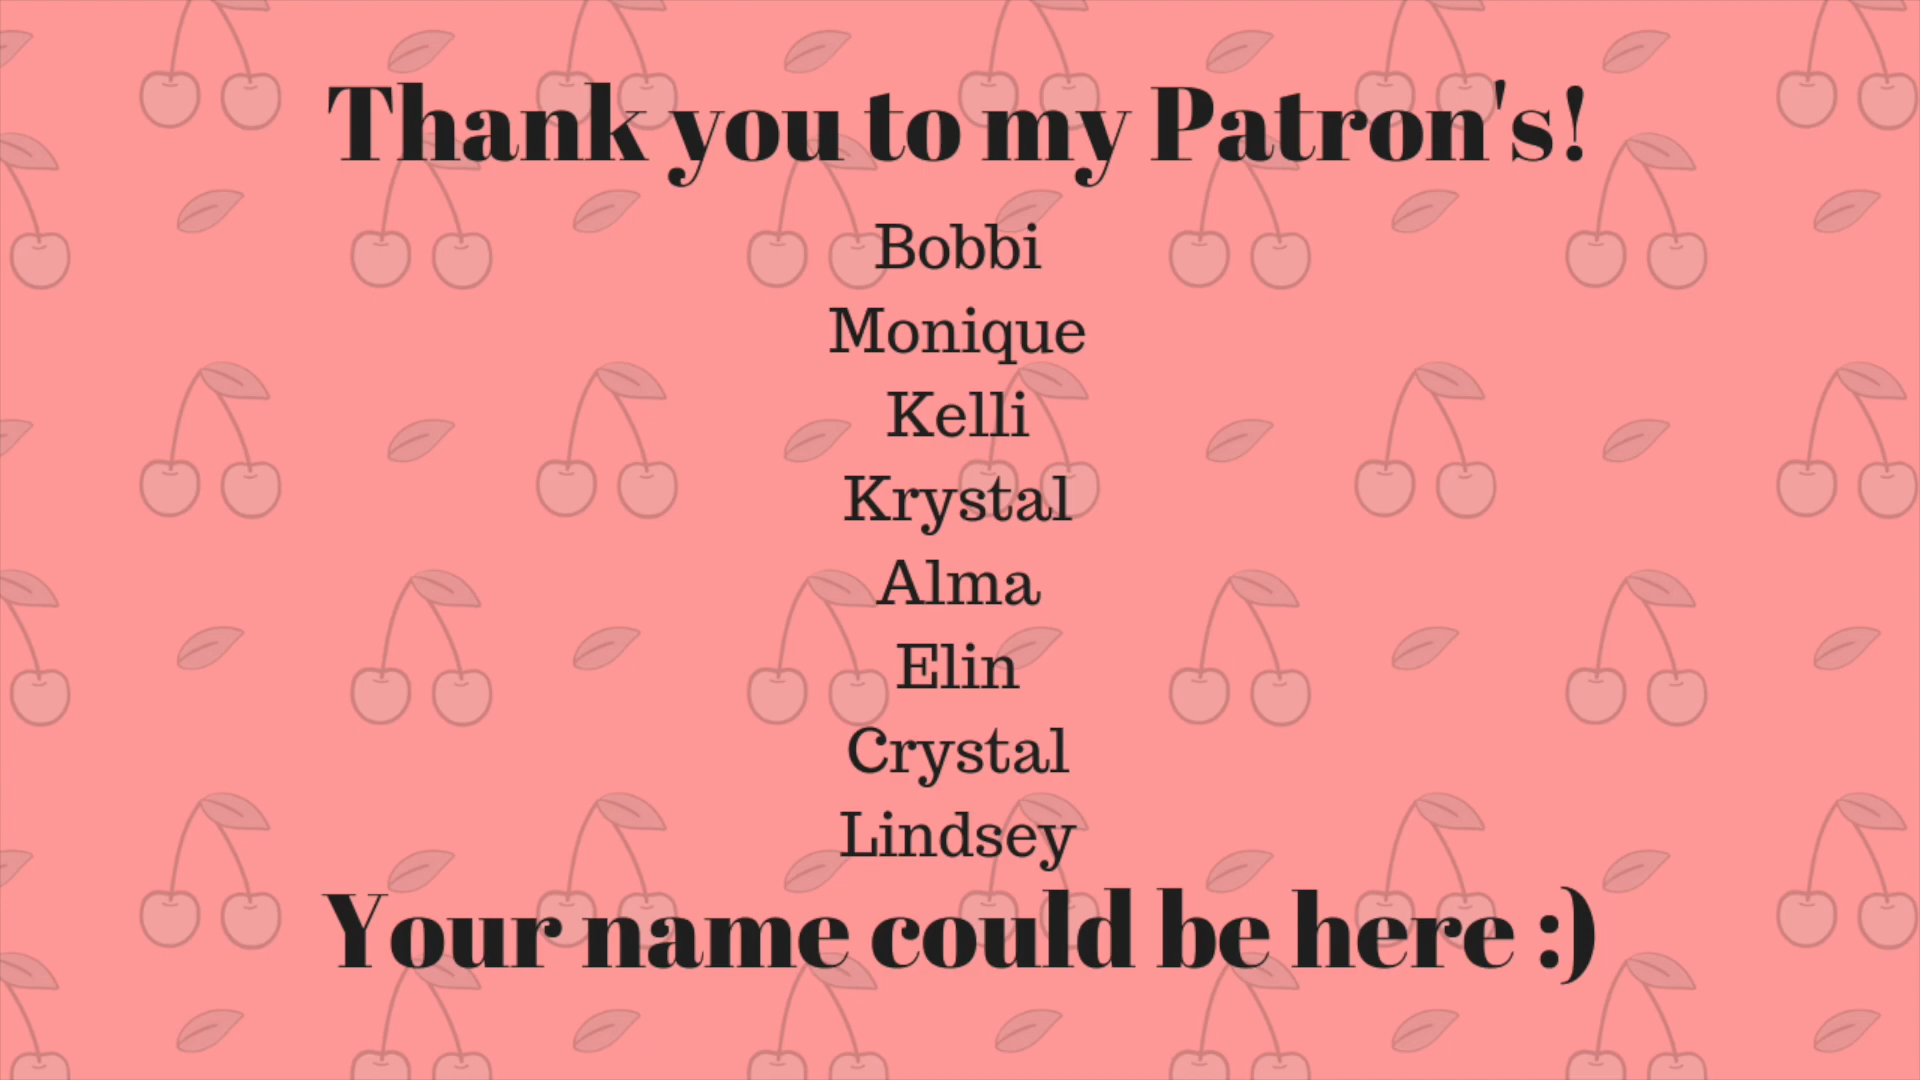 Thank you to my Patron's!
Bobbi
Monique
Kelli
Krystal
Alma
Elin
Crystal
Lindsey
Your name could be here :)